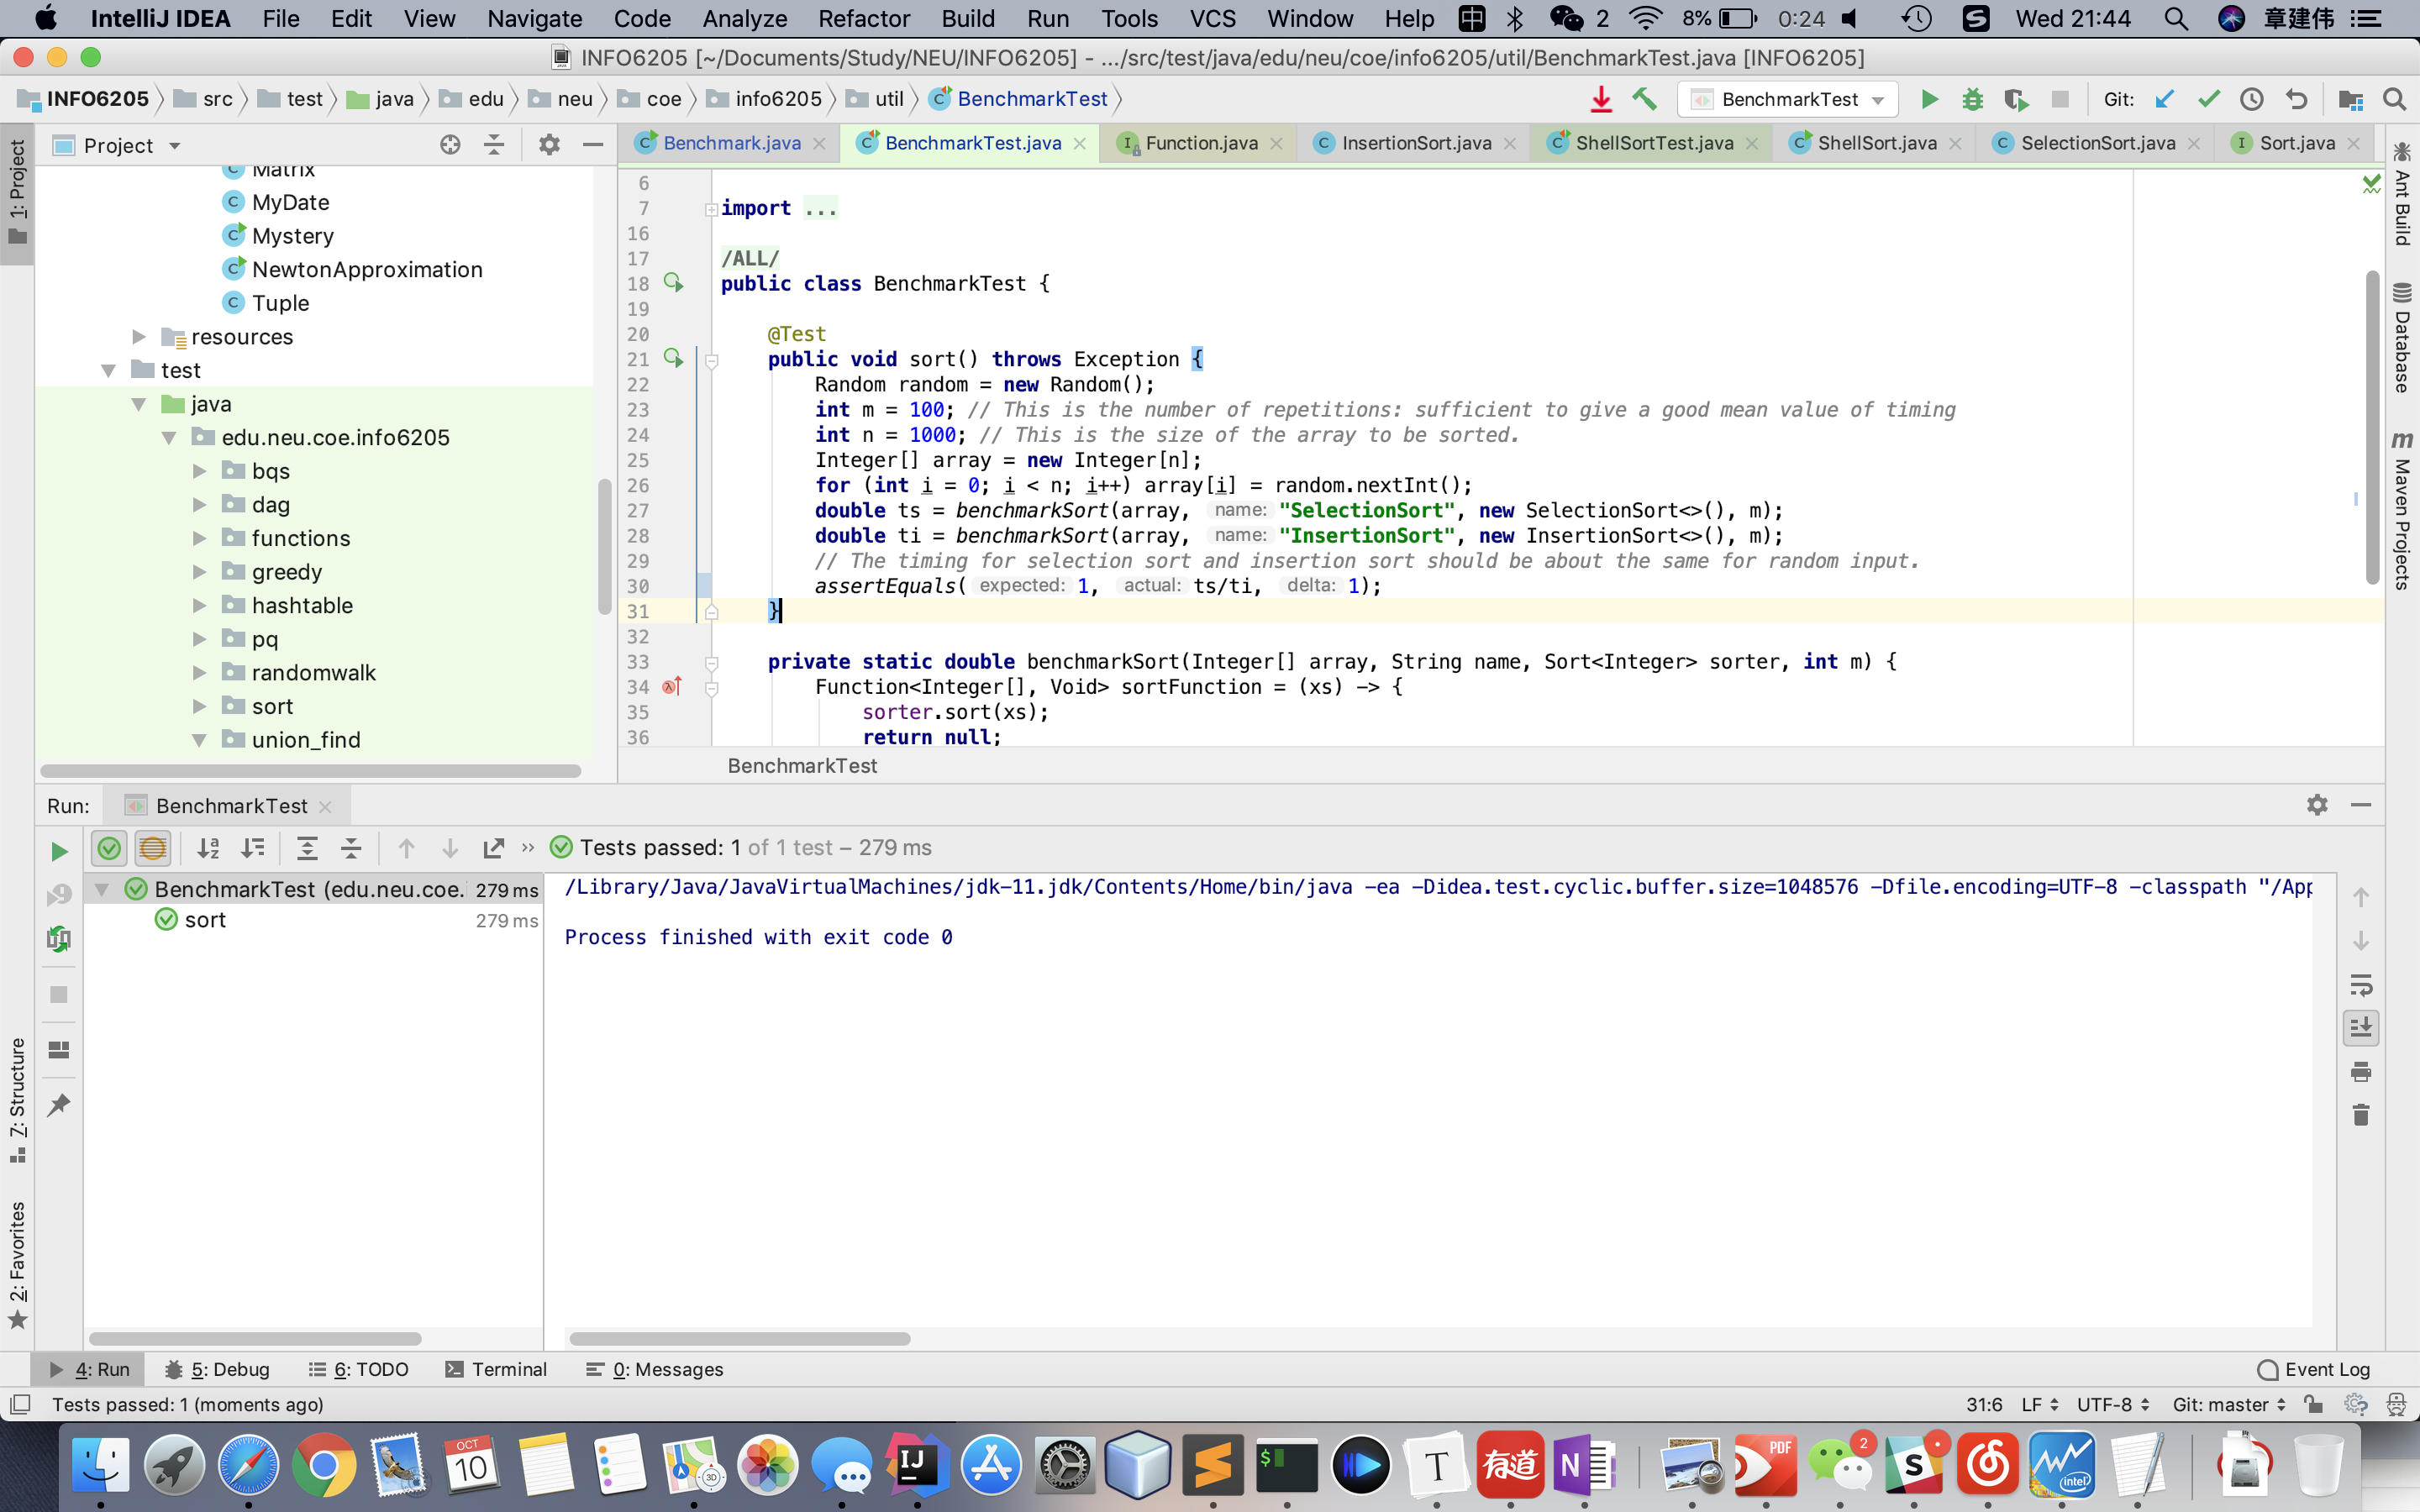 IntelliJ IDEA File Edit View Navigate Code Analyze Refactor Build Run Tools VCS Window Help 2 8% 0:24 Wed 21:44 章建伟
INFO6205 [~/Documents/Study/NEU/INFO6205] - .../src/test/java/edu/neu/coe/info6205/util/BenchmarkTest.java [INFO6205]
INFO6205 src test java edu neu coe info6205 util BenchmarkTest BenchmarkTest Git:
1: Project
Project
Benchmark.java BenchmarkTest.java Function.java InsertionSort.java ShellSortTest.java ShellSort.java SelectionSort.java Sort.java
Matrix
MyDate
Mystery
NewtonApproximation
Tuple
resources
test
java
edu.neu.coe.info6205
bqs
dag
functions
greedy
hashtable
pq
randomwalk
sort
union_find
6
7 import ...
16
17 /ALL/
18 public class BenchmarkTest {
19
20 @Test
21 public void sort() throws Exception {
22 Random random = new Random();
23 int m = 100; // This is the number of repetitions: sufficient to give a good mean value of timing
24 int n = 1000; // This is the size of the array to be sorted.
25 Integer[] array = new Integer[n];
26 for (int i = 0; i < n; i++) array[i] = random.nextInt();
27 double ts = benchmarkSort(array, name: "SelectionSort", new SelectionSort<>(), m);
28 double ti = benchmarkSort(array, name: "InsertionSort", new InsertionSort<>(), m);
29 // The timing for selection sort and insertion sort should be about the same for random input.
30 assertEquals( expected: 1, actual: ts/ti, delta: 1);
31 }
32
33 private static double benchmarkSort(Integer[] array, String name, Sort<Integer> sorter, int m) {
34 Function<Integer[], Void> sortFunction = (xs) -> {
35 sorter.sort(xs);
36 return null;
BenchmarkTest
Ant Build
Database
Maven Projects
Run: BenchmarkTest
Tests passed: 1 of 1 test – 279 ms
BenchmarkTest (edu.neu.coe. 279 ms
sort 279 ms
/Library/Java/JavaVirtualMachines/jdk-11.jdk/Contents/Home/bin/java -ea -Didea.test.cyclic.buffer.size=1048576 -Dfile.encoding=UTF-8 -classpath "/App
Process finished with exit code 0
7: Structure
2: Favorites
4: Run 5: Debug 6: TODO Terminal 0: Messages Event Log
Tests passed: 1 (moments ago) 31:6 LF UTF-8 Git: master
OCT 10 3D IJ $ T 有道 N PDF 2 S intel